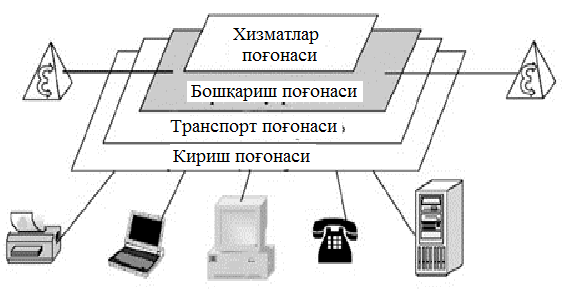 Хизматлар
поғонаси
Бошқариш поғонаси
Транспорт поғонаси
Кириш поғонаси